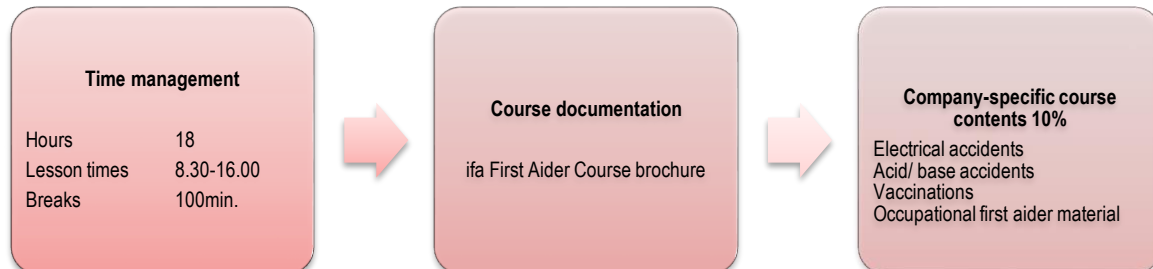 Time management
Hours 18
Lesson times 8.30-16.00
Breaks 100min.
Course documentation
ifa First Aider Course brochure
Company-specific course
contents 10%
Electrical accidents
Acid/ base accidents
Vaccinations
Occupational first aider material